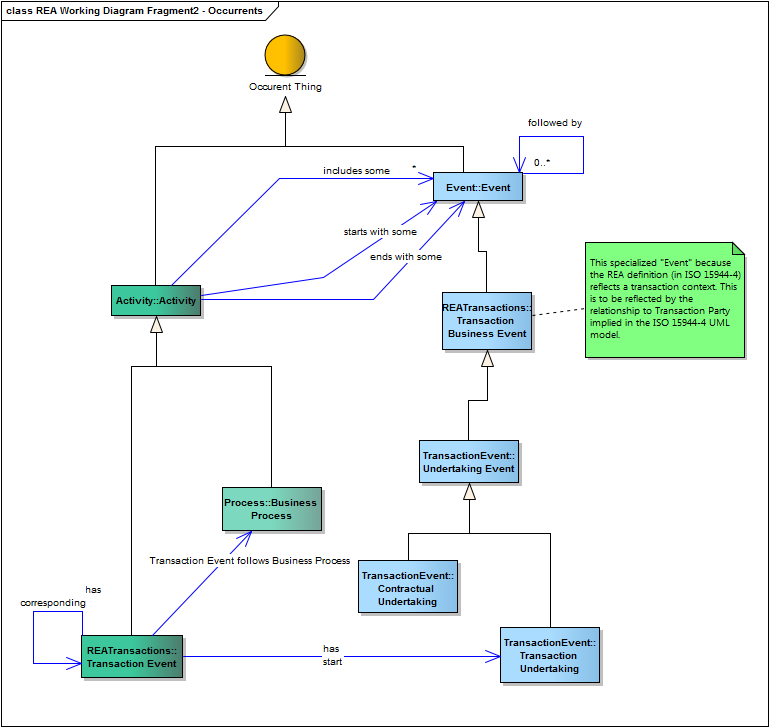 class REA Working Diagram Fragment2 - Occurrents
Occurent Thing
followed by
0..*
includes some
*
Event::Event
starts with some
ends with some
Activity::Activity
REATransactions::
Transaction
Business Event
This specialized "Event" because
the REA definition (in ISO 15944-4)
reflects a transaction context. This
is to be reflected by the
relationship to Transaction Party
implied in the ISO 15944-4 UML
model.
TransactionEvent::
Undertaking Event
Process::Business
Process
Transaction Event follows Business Process
TransactionEvent::
Contractual
Undertaking
has
corresponding
REATransactions::
Transaction Event
has
start
TransactionEvent::
Transaction
Undertaking